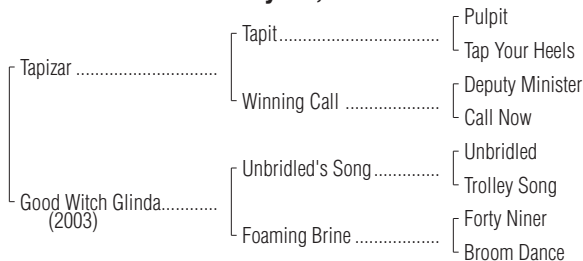 Pulpit
Tapit
Tap Your Heels
Tapizar
Deputy Minister
Winning Call
Call Now
Unbridled
Unbridled's Song
Trolley Song
Good Witch Glinda
(2003)
Forty Niner
Foaming Brine
Broom Dance